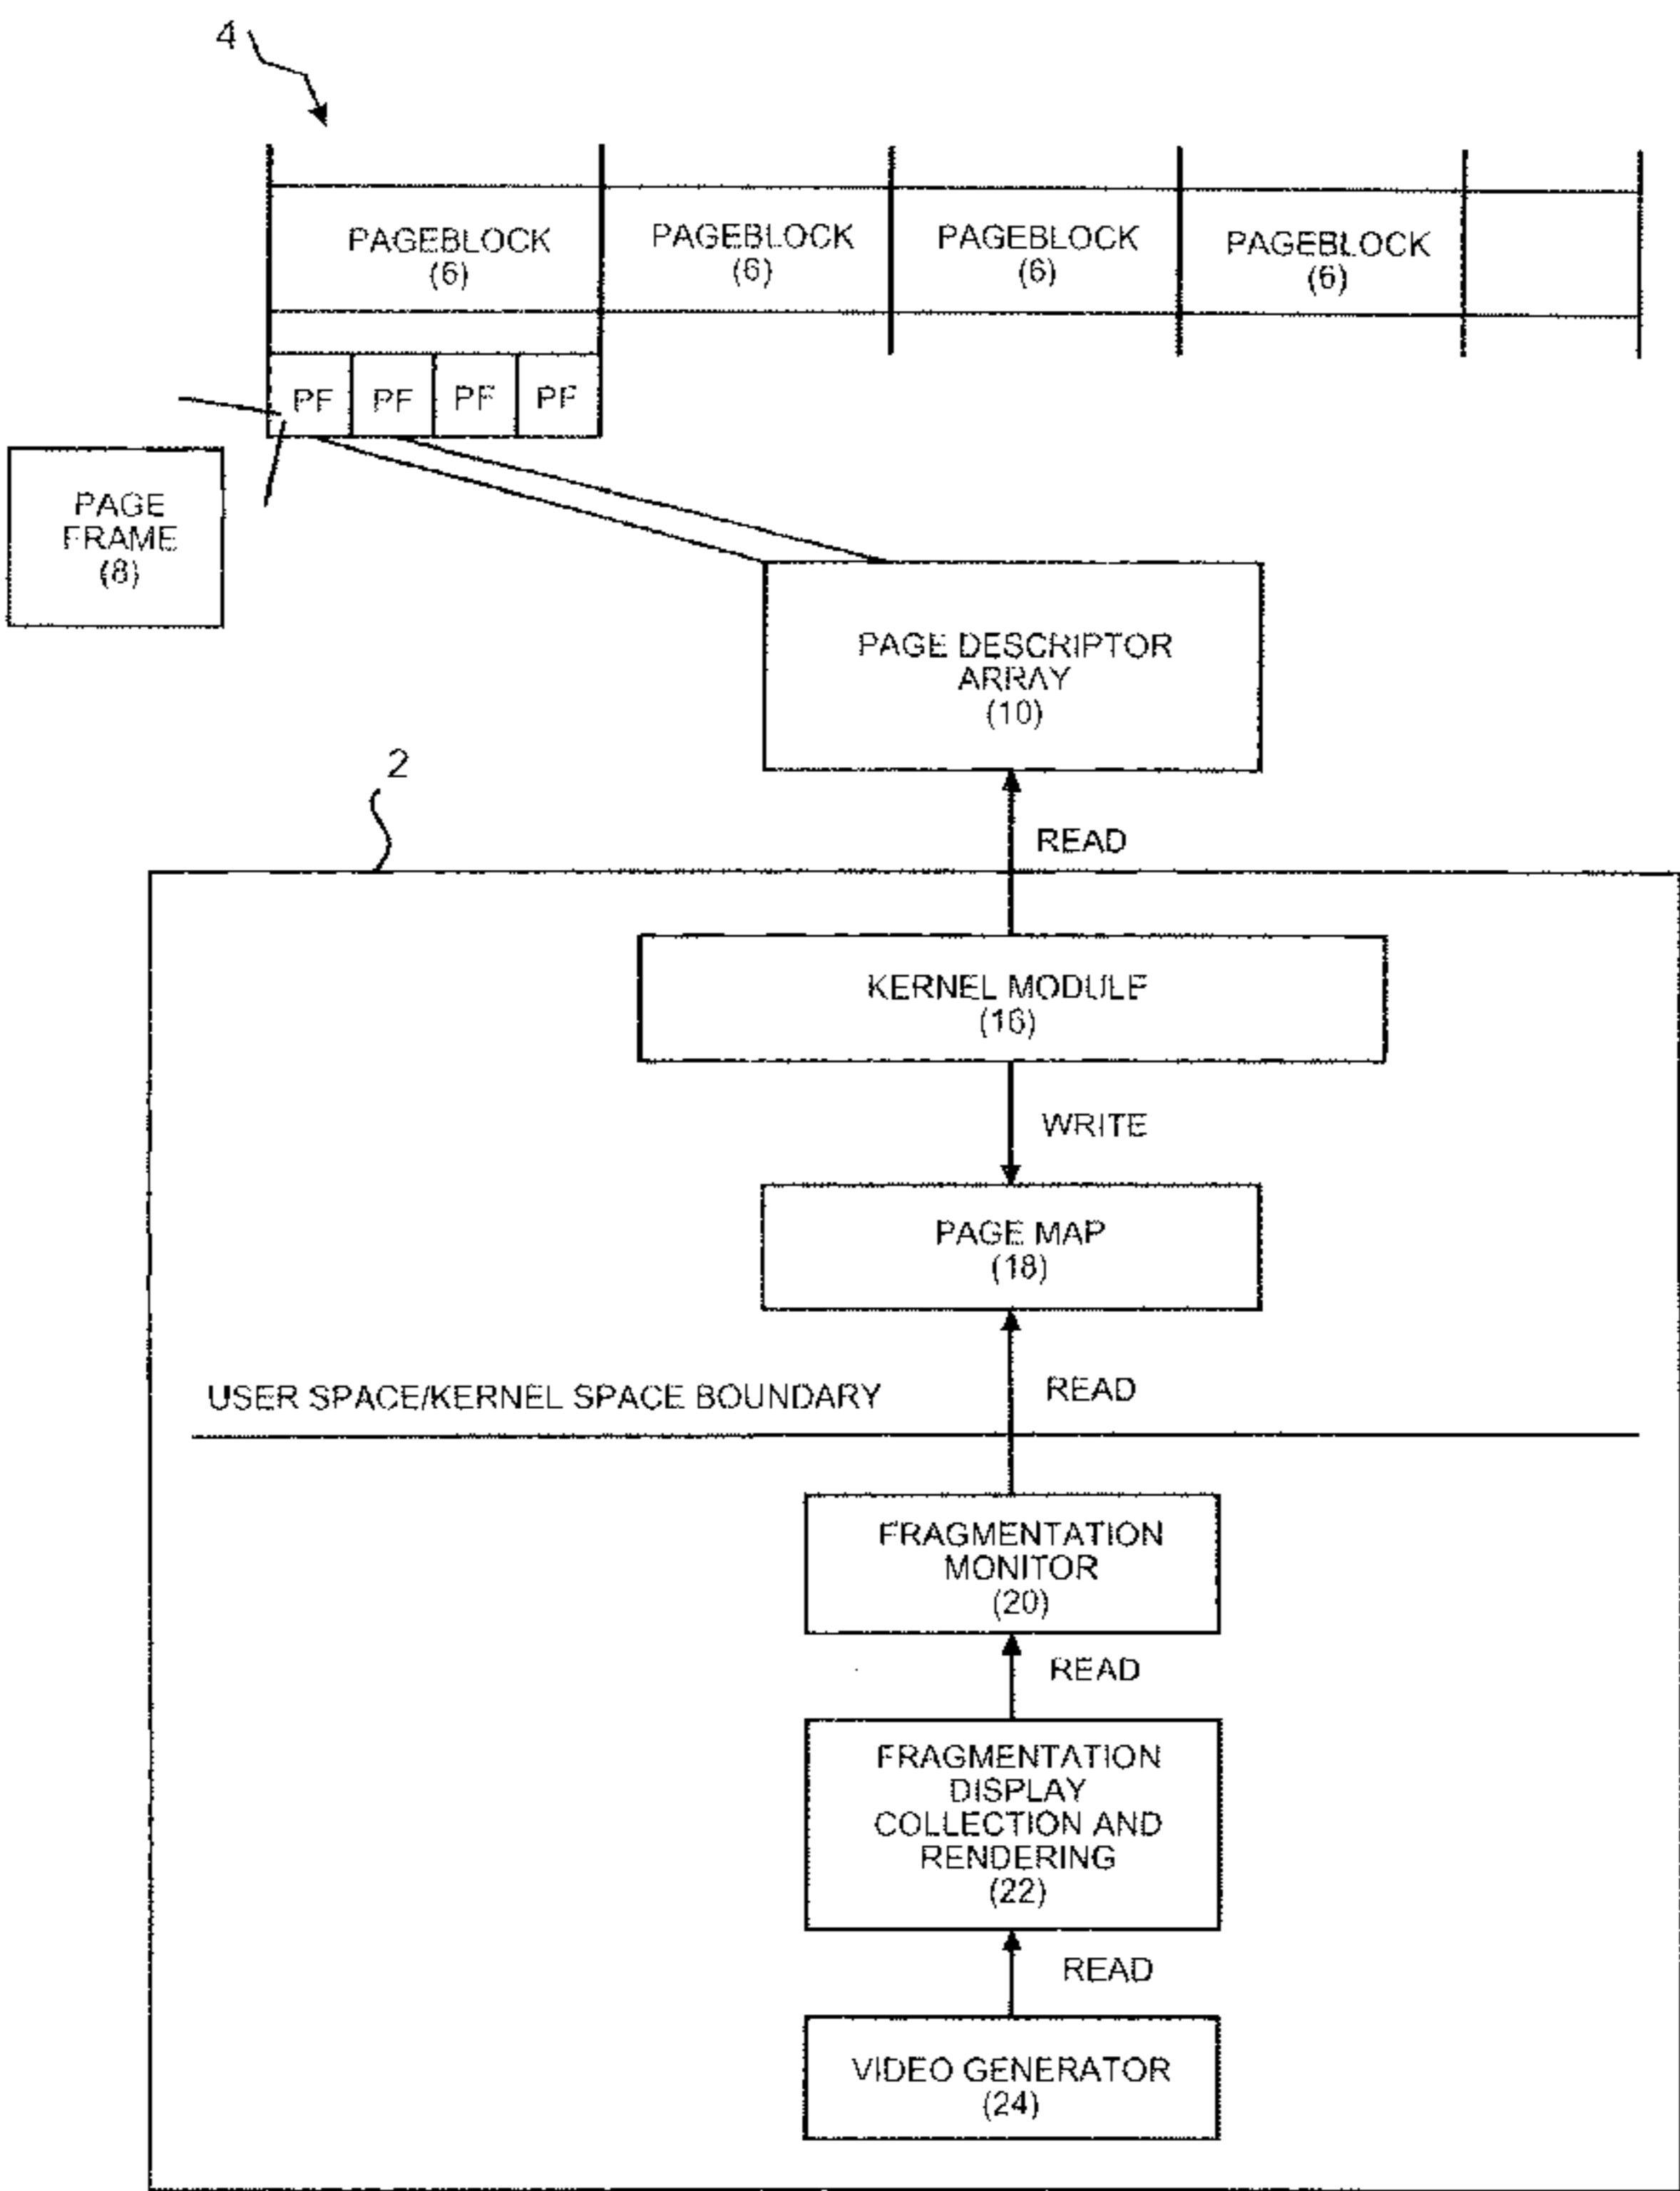 4
PAGEBLOCK
(6)
PAGEBLOCK
(6)
PAGEBLOCK
(6)
PAGEBLOCK
(6)
PF PF PF PF
PAGE
FRAME
(8)
PAGE DESCRIPTOR
ARRAY
(10)
2
READ
KERNEL MODULE
(16)
WRITE
PAGE MAP
(18)
USER SPACE/KERNEL SPACE BOUNDARY
READ
FRAGMENTATION
MONITOR
(20)
READ
FRAGMENTATION
DISPLAY
COLLECTION AND
RENDERING
(22)
READ
VIDEO GENERATOR
(24)